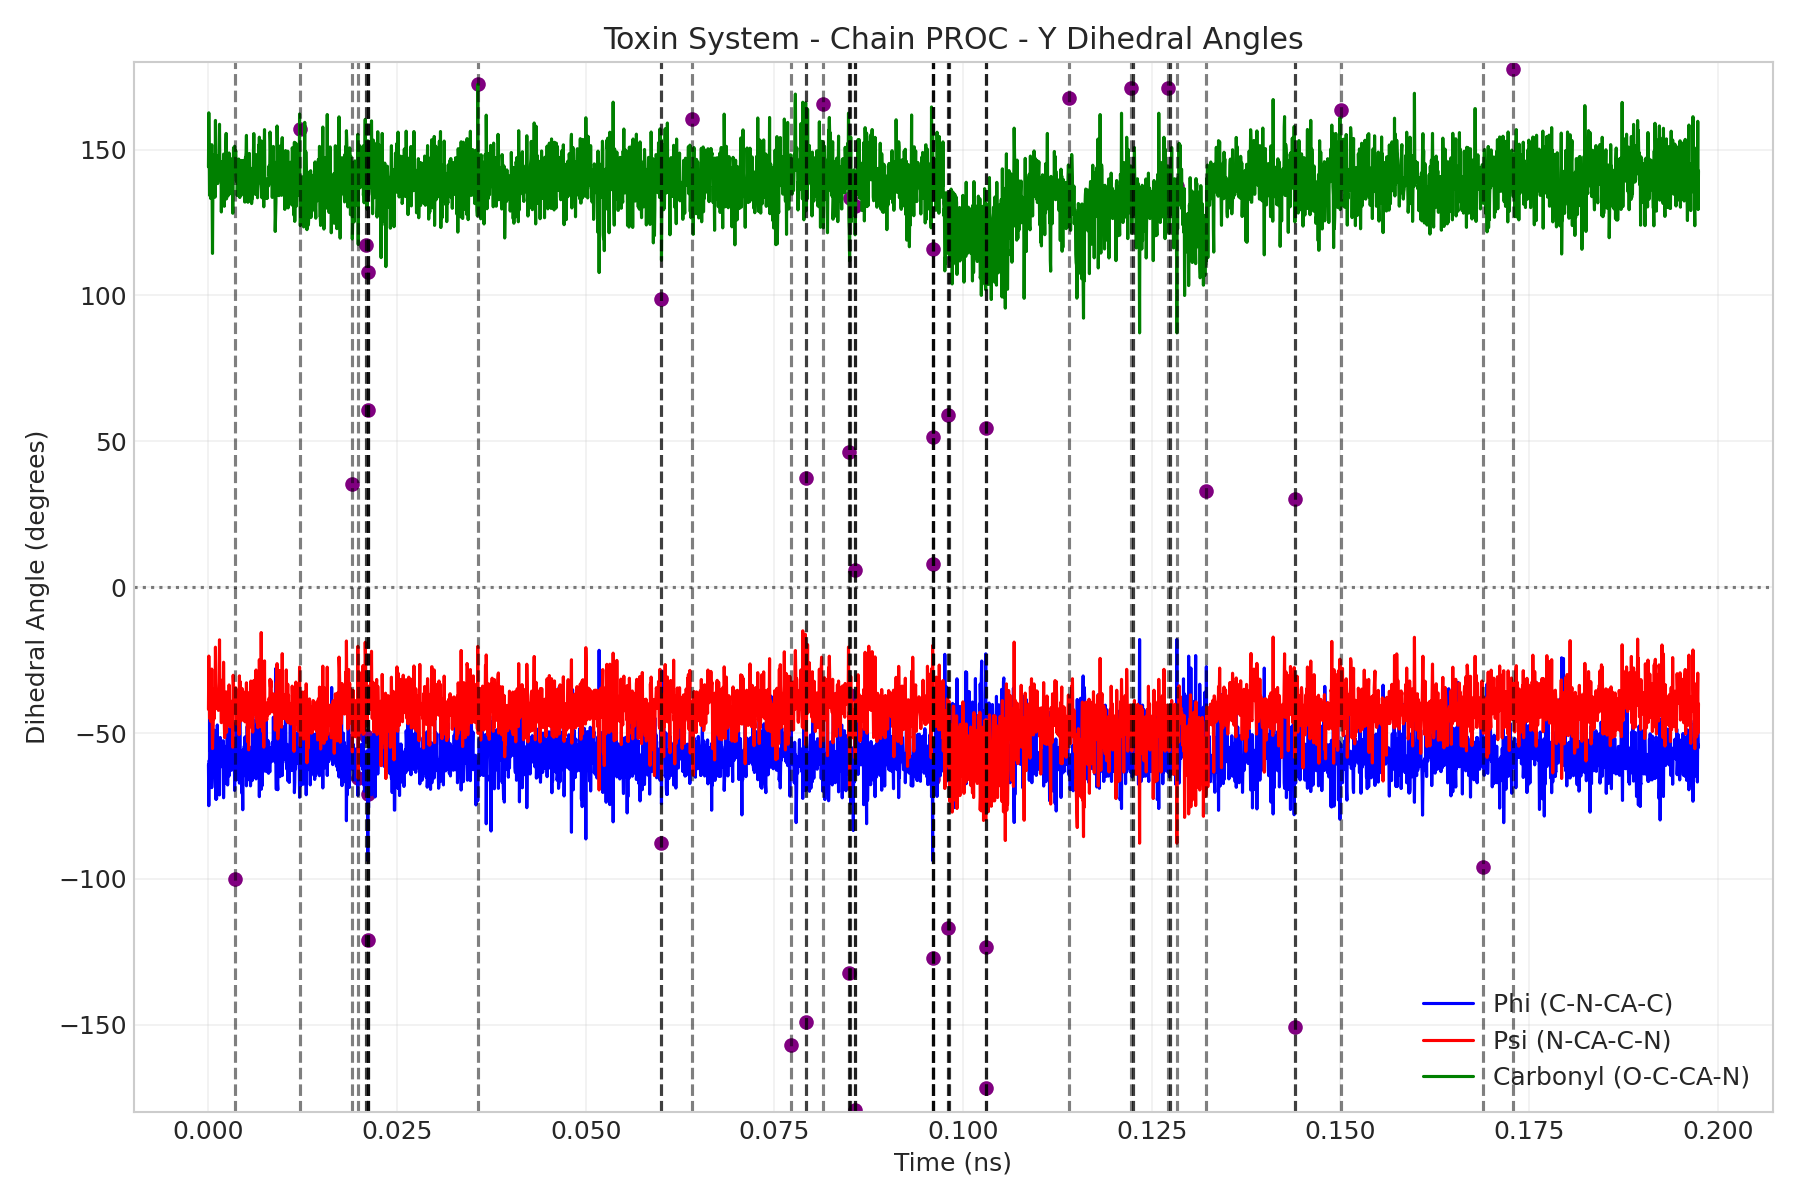 Toxin System - Chain PROC - Y Dihedral Angles
Dihedral Angle (degrees)
150
100
50
0
−50
−100
−150
Phi (C-N-CA-C)
Psi (N-CA-C-N)
Carbonyl (O-C-CA-N)
0.000 0.025 0.050 0.075 0.100 0.125 0.150 0.175 0.200
Time (ns)